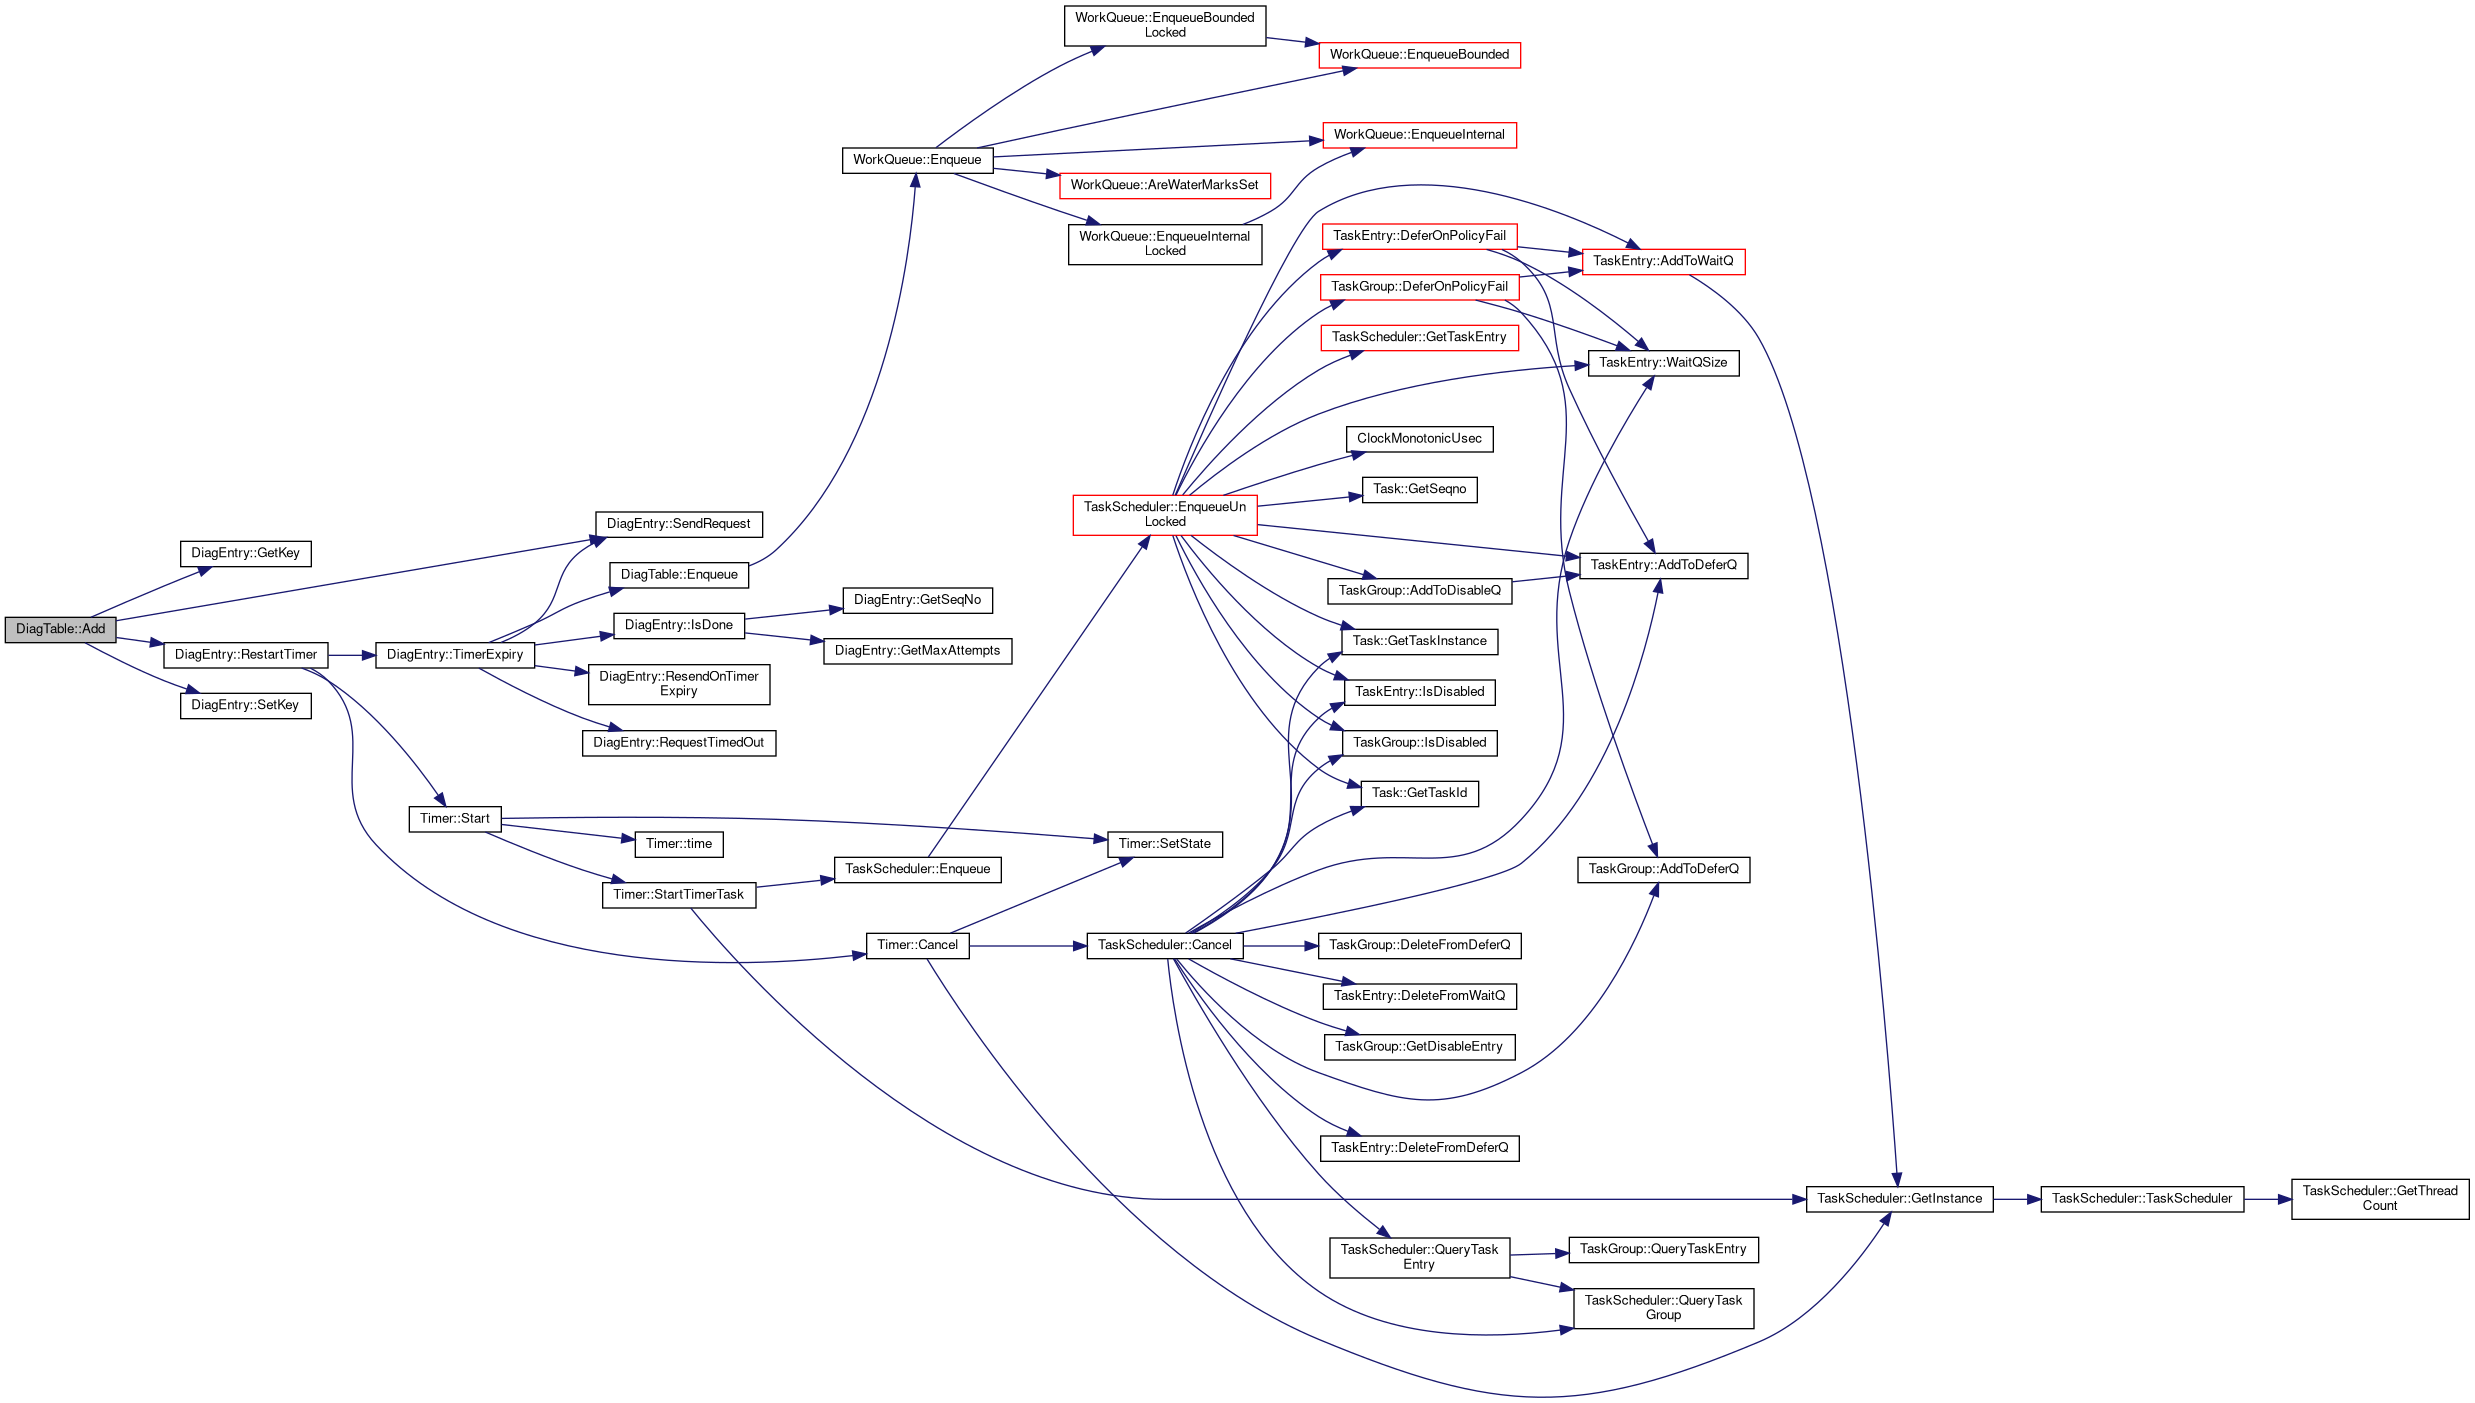 WorkQueue::EnqueueBounded
Locked
WorkQueue::EnqueueBounded
WorkQueue::EnqueueInternal
WorkQueue::Enqueue
WorkQueue::AreWaterMarksSet
WorkQueue::EnqueueInternal
Locked
TaskEntry::DeferOnPolicyFail
TaskEntry::AddToWaitQ
TaskGroup::DeferOnPolicyFail
TaskScheduler::GetTaskEntry
TaskEntry::WaitQSize
ClockMonotonicUsec
Task::GetSeqno
TaskScheduler::EnqueueUn
Locked
DiagEntry::SendRequest
DiagEntry::GetKey
TaskEntry::AddToDeferQ
DiagTable::Enqueue
TaskGroup::AddToDisableQ
DiagEntry::GetSeqNo
DiagTable::Add
DiagEntry::IsDone
Task::GetTaskInstance
DiagEntry::GetMaxAttempts
DiagEntry::RestartTimer
DiagEntry::TimerExpiry
DiagEntry::ResendOnTimer
Expiry
TaskEntry::IsDisabled
DiagEntry::SetKey
DiagEntry::RequestTimedOut
TaskGroup::IsDisabled
Task::GetTaskId
Timer::Start
Timer::time
Timer::SetState
TaskScheduler::Enqueue
TaskGroup::AddToDeferQ
Timer::StartTimerTask
Timer::Cancel
TaskScheduler::Cancel
TaskGroup::DeleteFromDeferQ
TaskEntry::DeleteFromWaitQ
TaskGroup::GetDisableEntry
TaskEntry::DeleteFromDeferQ
TaskScheduler::GetInstance
TaskScheduler::TaskScheduler
TaskScheduler::GetThread
Count
TaskScheduler::QueryTask
Entry
TaskGroup::QueryTaskEntry
TaskScheduler::QueryTask
Group